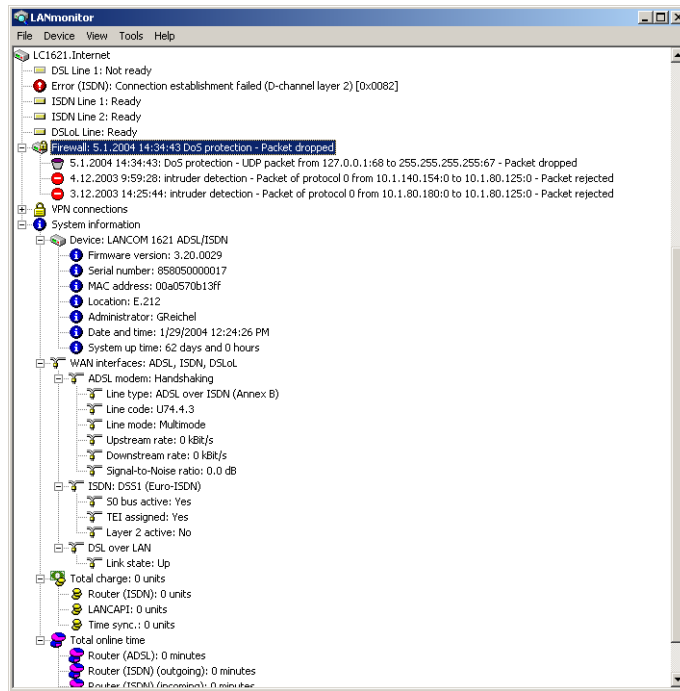 LANmonitor
File Device View Tools Help
LC1621.Internet
DSL Line 1: Not ready
Error (ISDN): Connection establishment failed (D-channel layer 2) [0x0082]
ISDN Line 1: Ready
ISDN Line 2: Ready
DSLoL Line: Ready
Firewall: 5.1.2004 14:34:43 DoS protection - Packet dropped
5.1.2004 14:34:43: DoS protection - UDP packet from 127.0.0.1:68 to 255.255.255.255:67 - Packet dropped
4.12.2003 9:59:28: intruder detection - Packet of protocol 0 from 10.1.140.154:0 to 10.1.80.125:0 - Packet rejected
3.12.2003 14:25:44: intruder detection - Packet of protocol 0 from 10.1.80.180:0 to 10.1.80.125:0 - Packet rejected
VPN connections
System information
Device: LANCOM 1621 ADSL/ISDN
Firmware version: 3.20.0029
Serial number: 858050000017
MAC address: 00a0570b13ff
Location: E.212
Administrator: GReichel
Date and time: 1/29/2004 12:24:26 PM
System up time: 62 days and 0 hours
WAN interfaces: ADSL, ISDN, DSLoL
ADSL modem: Handshaking
Line type: ADSL over ISDN (Annex B)
Line code: U74.4.3
Line mode: Multimode
Upstream rate: 0 kBit/s
Downstream rate: 0 kBit/s
Signal-to-Noise ratio: 0.0 dB
ISDN: DSS1 (Euro-ISDN)
S0 bus active: Yes
TEI assigned: Yes
Layer 2 active: No
DSL over LAN
Link state: Up
Total charge: 0 units
Router (ISDN): 0 units
LANCAPI: 0 units
Time sync.: 0 units
Total online time
Router (ADSL): 0 minutes
Router (ISDN) (outgoing): 0 minutes
Router (ISDN) (incoming): 0 minutes